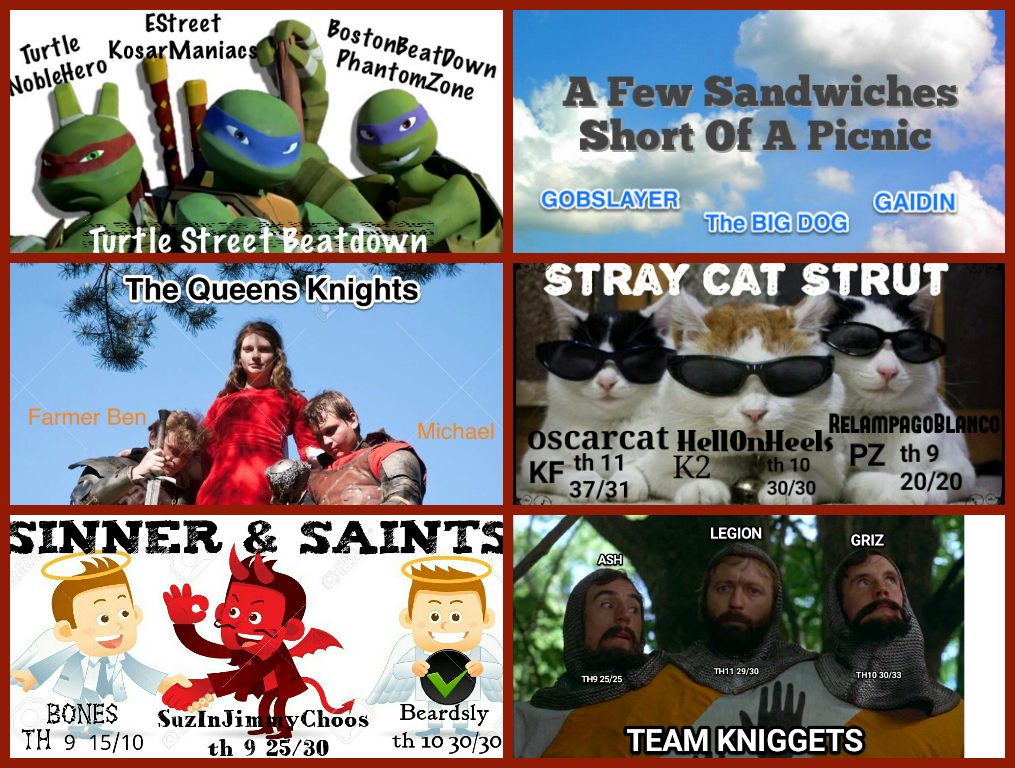 Turtle
NobleHero
EStreet
KosarManiacs
BostonBeatDown
PhantomZone
Turtle Street Beatdown
A Few Sandwiches
Short Of A Picnic
GOBSLAYER
The BIG DOG
GAIDIN
The Queens Knights
Farmer Ben
Michael
STRAY CAT STRUT
oscarcat
KF th 11
37/31
HellOnHeels
K2 th 10
30/30
RelampagoBlanco
PZ th 9
20/20
SINNER & SAINTS
BONES
TH 9 15/10
SuzInJimmyChoos
th 9 25/30
Beardsly
th 10 30/30
ASH
LEGION
GRIZ
TH9 25/25
TH11 29/30
TH10 30/33
TEAM KNIGGETS